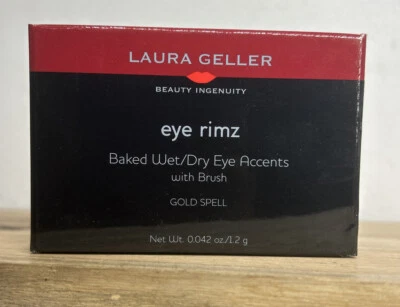 LAURA GELLER
BEAUTY INGENUITY
eye rimz
Baked Wet/Dry Eye Accents
with Brush
GOLD SPELL
Net Wt. 0.042 oz./1.2 g